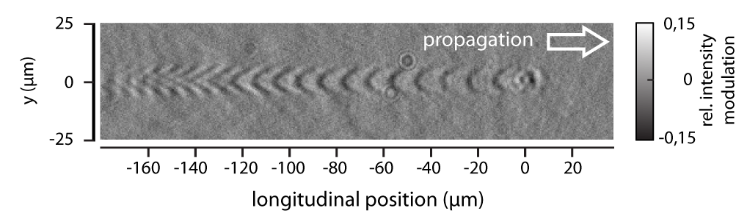 25
0
-25
y (µm)
propagation
0,15
0
-0,15
rel. intensity
modulation
-160 -140 -120 -100 -80 -60 -40 -20 0 20
longitudinal position (µm)